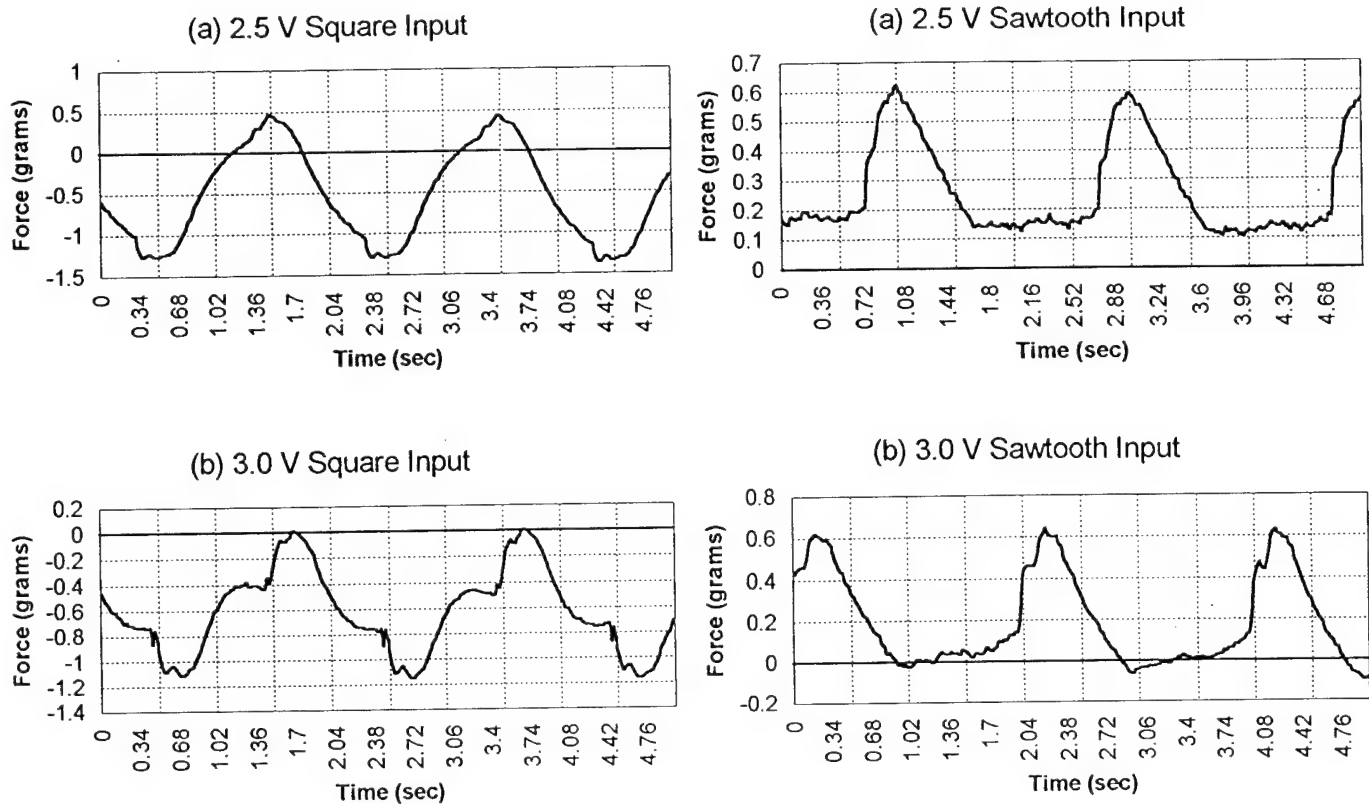 (a) 2.5 V Square Input
Force (grams)
1
0.5
0
-0.5
-1
-1.5
0 0.34 0.68 1.02 1.36 1.7 2.04 2.38 2.72 3.06 3.4 3.74 4.08 4.42 4.76
Time (sec)
(a) 2.5 V Sawtooth Input
Force (grams)
0.7
0.6
0.5
0.4
0.3
0.2
0.1
0
0 0.36 0.72 1.08 1.44 1.8 2.16 2.52 2.88 3.24 3.6 3.96 4.32 4.68
Time (sec)
(b) 3.0 V Square Input
Force (grams)
0.2
0
-0.2
-0.4
-0.6
-0.8
-1
-1.2
-1.4
0 0.34 0.68 1.02 1.36 1.7 2.04 2.38 2.72 3.06 3.4 3.74 4.08 4.42 4.76
Time (sec)
(b) 3.0 V Sawtooth Input
Force (grams)
0.8
0.6
0.4
0.2
0
-0.2
0 0.34 0.68 1.02 1.36 1.7 2.04 2.38 2.72 3.06 3.4 3.74 4.08 4.42 4.76
Time (sec)